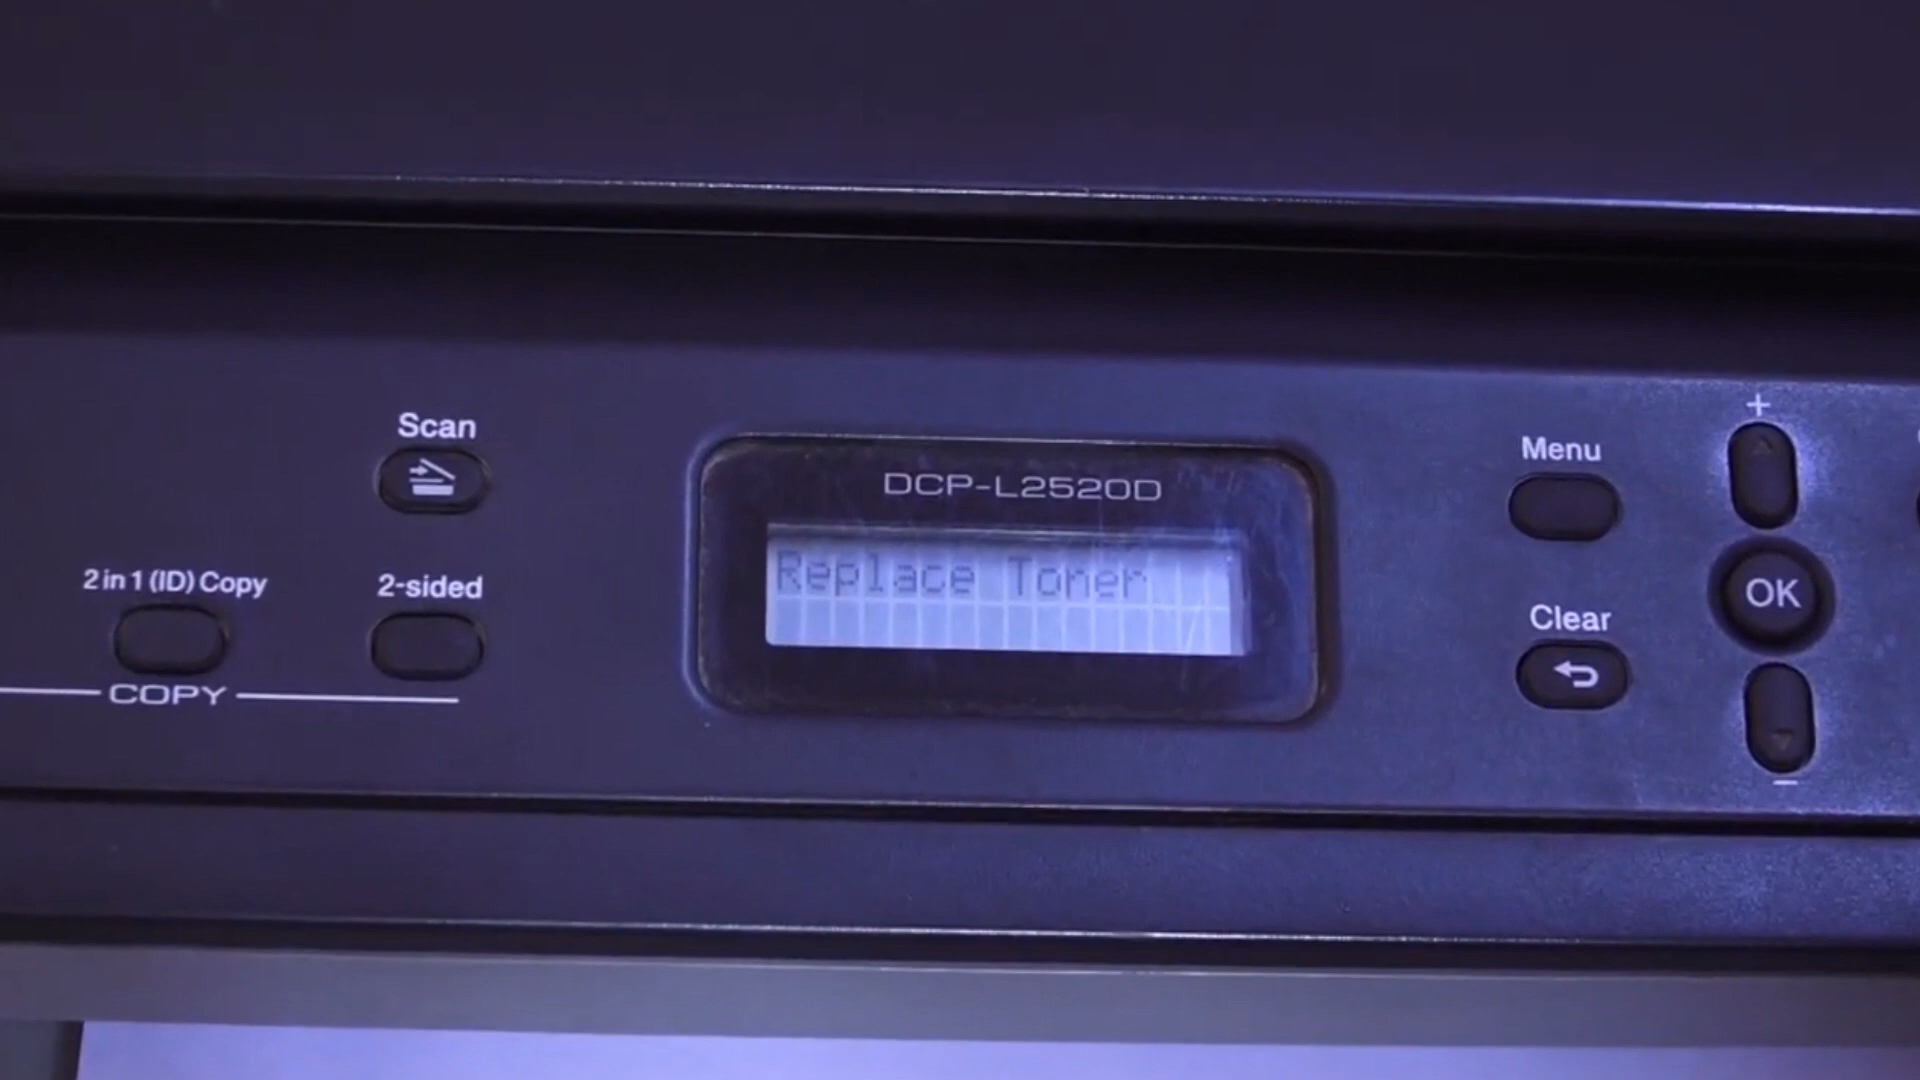 Scan
2 in 1 (ID) Copy
2-sided
COPY
DCP-L2520D
Replace Toner
Menu
+
OK
Clear
−